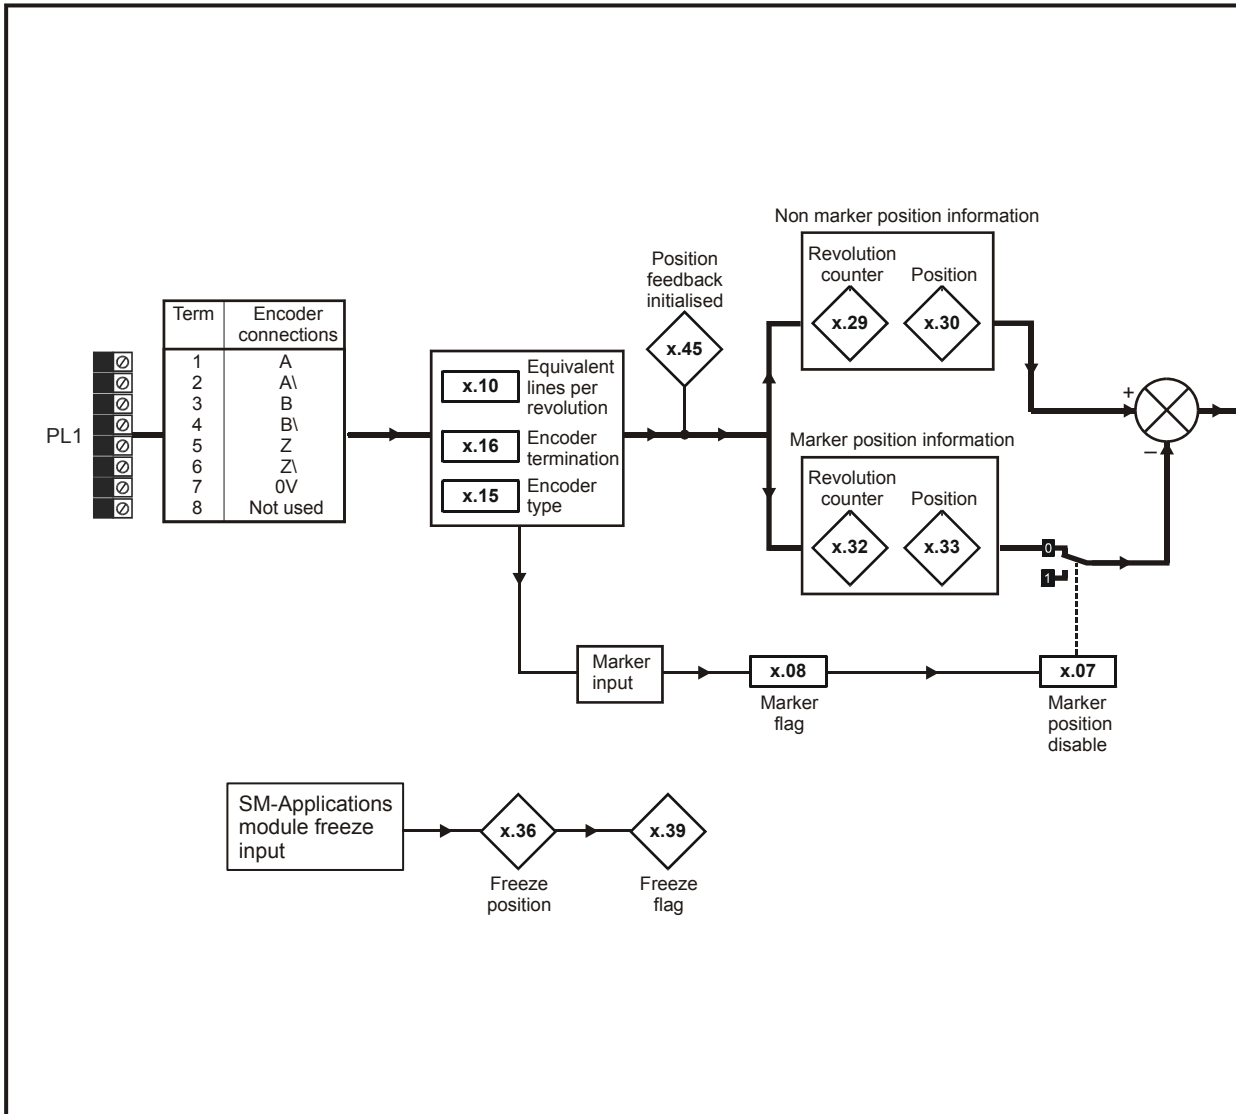 Non marker position information
Revolution
counter
Position
x.29
x.30
Position
feedback
initialised
x.45
Term
Encoder
connections
1 A
2 A\
3 B
4 B\
5 Z
6 Z\
7 0V
8 Not used
PL1
x.10
Equivalent
lines per
revolution
x.16
Encoder
termination
x.15
Encoder
type
+
–
Marker position information
Revolution
counter
Position
x.32
x.33
0
1
Marker
input
x.08
Marker
flag
x.07
Marker
position
disable
SM-Applications
module freeze
input
x.36
Freeze
position
x.39
Freeze
flag